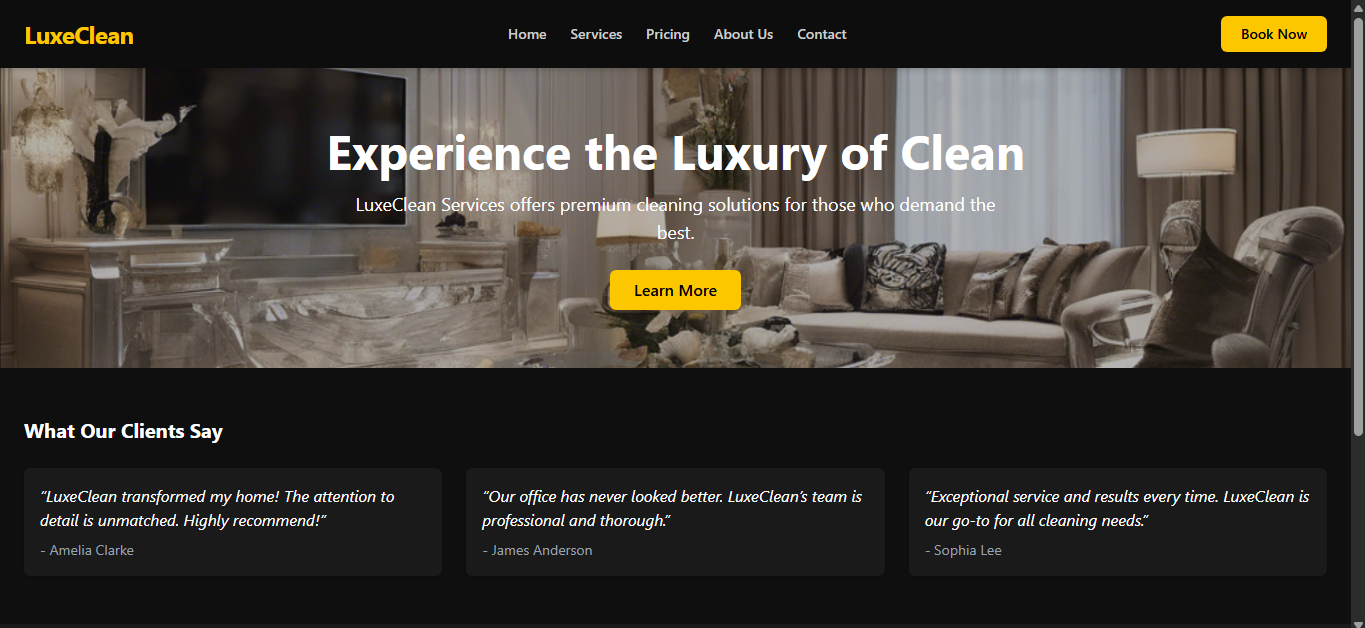 LuxeClean
Home Services Pricing About Us Contact
Book Now
Experience the Luxury of Clean
LuxeClean Services offers premium cleaning solutions for those who demand the
best.
Learn More
What Our Clients Say
“LuxeClean transformed my home! The attention to
detail is unmatched. Highly recommend!”
- Amelia Clarke
“Our office has never looked better. LuxeClean’s team is
professional and thorough.”
- James Anderson
“Exceptional service and results every time. LuxeClean is
our go-to for all cleaning needs.”
- Sophia Lee